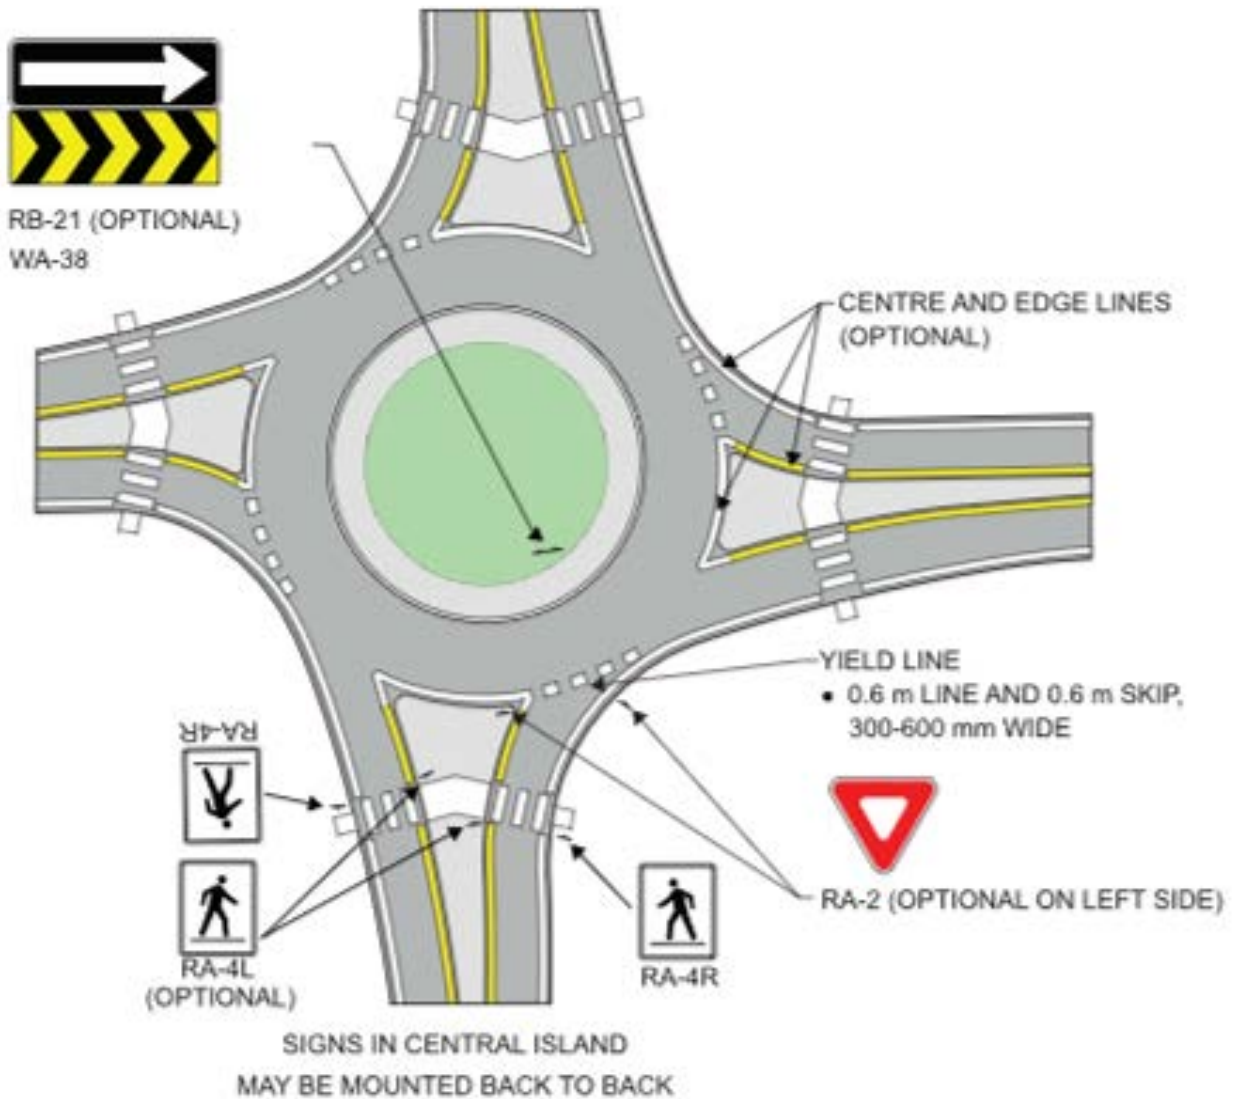 RB-21 (OPTIONAL)
WA-38
CENTRE AND EDGE LINES
(OPTIONAL)
YIELD LINE
• 0.6 m LINE AND 0.6 m SKIP,
300-600 mm WIDE
RA-4R
RA-2 (OPTIONAL ON LEFT SIDE)
RA-4L
(OPTIONAL)
RA-4R
SIGNS IN CENTRAL ISLAND
MAY BE MOUNTED BACK TO BACK